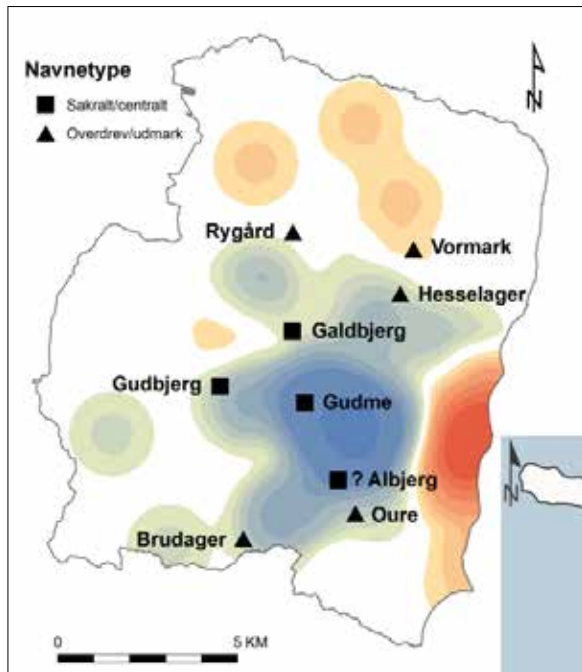 Navnetype
Sakralt/centralt
Overdrev/udmark
N
Rygård
Vormark
Hesselager
Galdbjerg
Gudbjerg
Gudme
? Albjerg
Oure
Brudager
N
0 5 KM